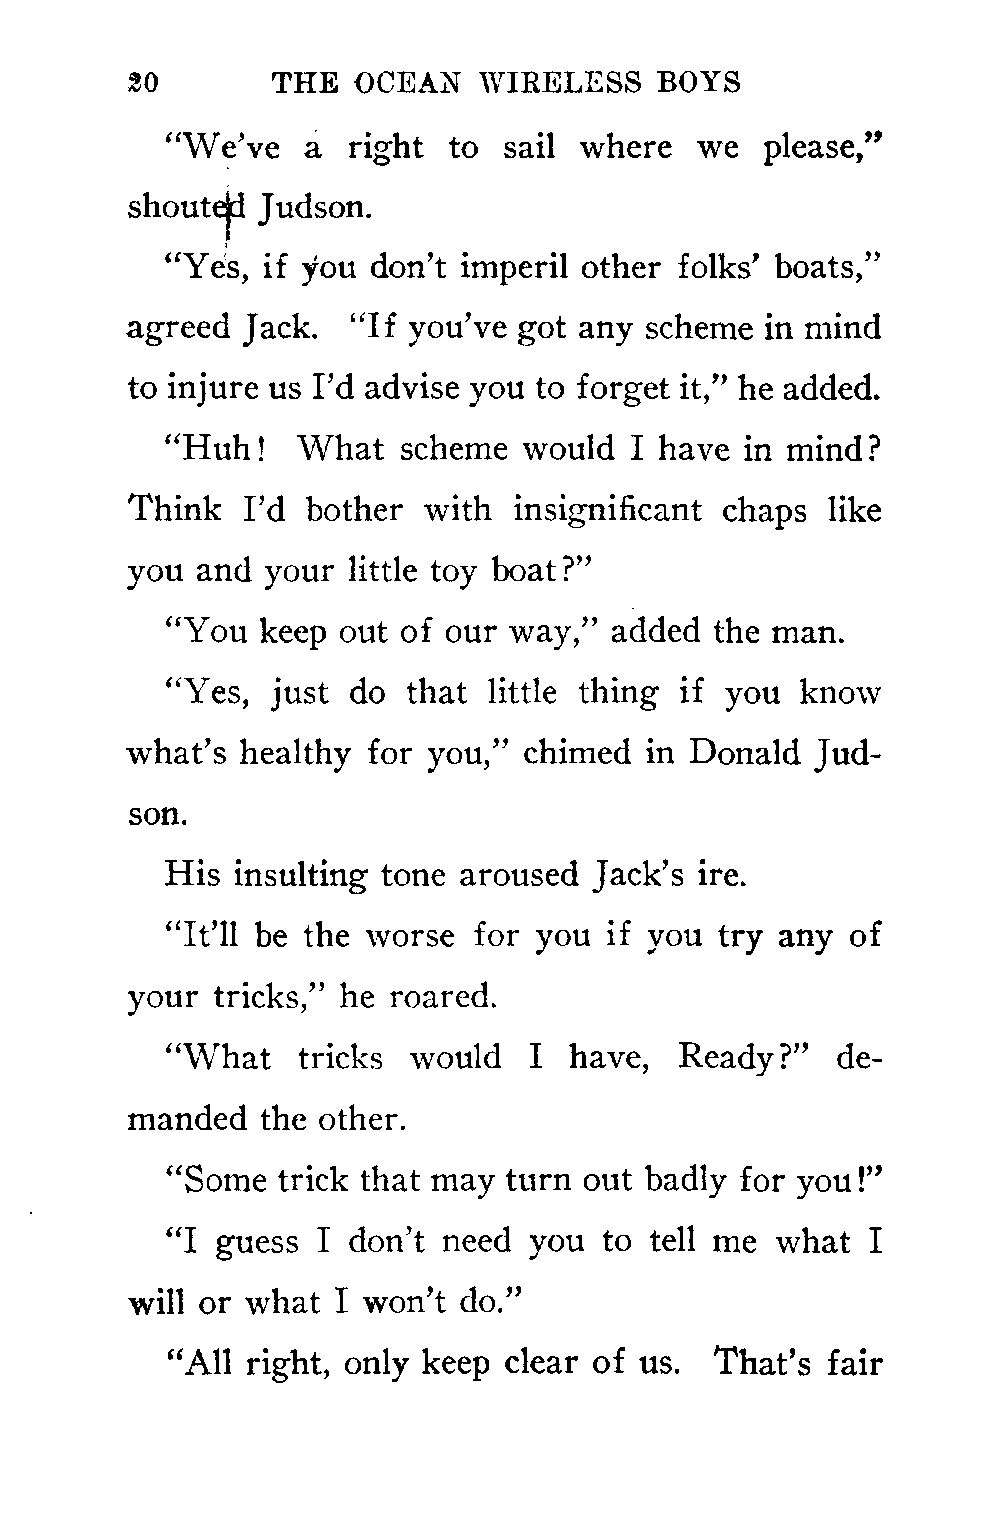 20 THE OCEAN WIRELESS BOYS
“We’ve a right to sail where we please,”
shouted Judson.
“Yes, if you don’t imperil other folks’ boats,”
agreed Jack. “If you’ve got any scheme in mind
to injure us I’d advise you to forget it,” he added.
“Huh! What scheme would I have in mind?
Think I’d bother with insignificant chaps like
you and your little toy boat?”
“You keep out of our way,” added the man.
“Yes, just do that little thing if you know
what’s healthy for you,” chimed in Donald Jud-
son.
His insulting tone aroused Jack’s ire.
“It’ll be the worse for you if you try any of
your tricks,” he roared.
“What tricks would I have, Ready?” de-
manded the other.
“Some trick that may turn out badly for you!”
“I guess I don’t need you to tell me what I
will or what I won’t do.”
“All right, only keep clear of us. That’s fair